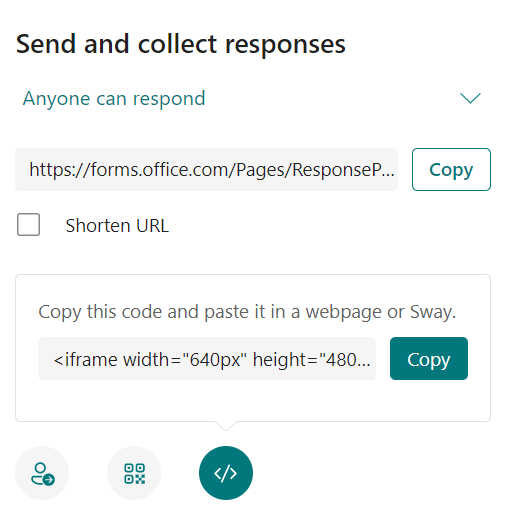 Send and collect responses
Anyone can respond
https://forms.office.com/Pages/ResponseP...
Copy
Shorten URL
Copy this code and paste it in a webpage or Sway.
<iframe width="640px" height="480...
Copy
</>